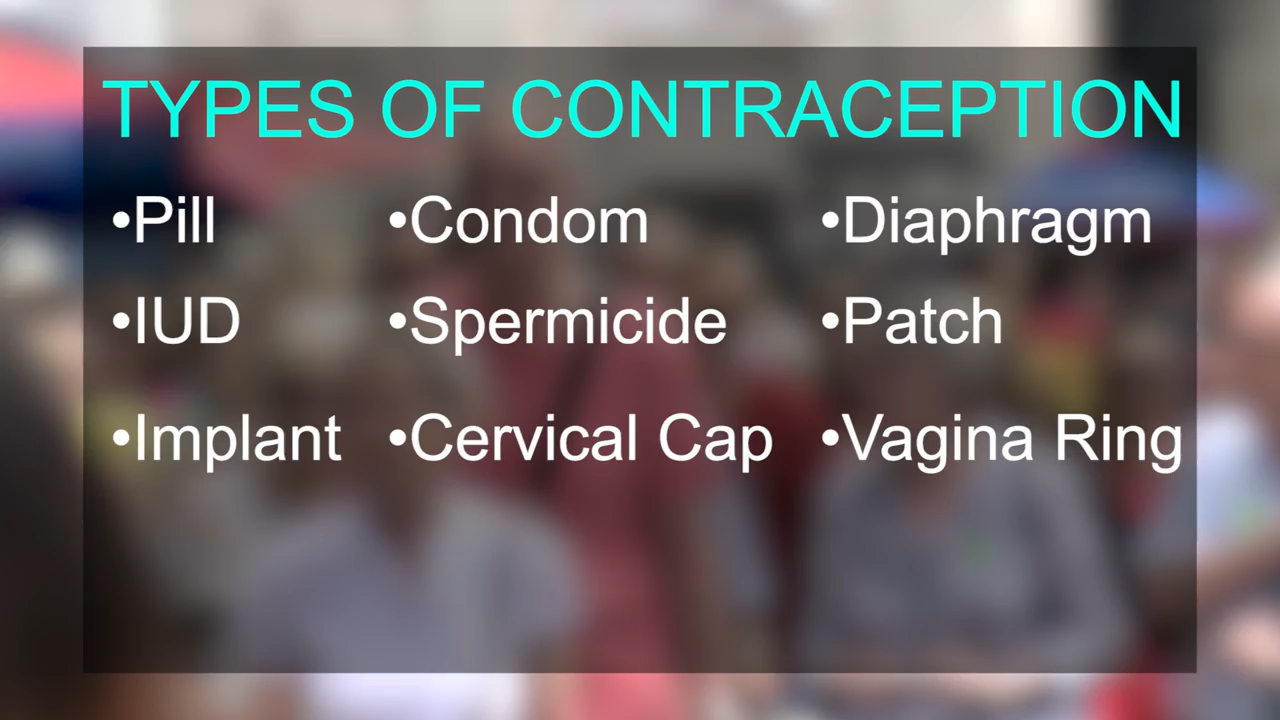 TYPES OF CONTRACEPTION
•Pill •Condom •Diaphragm
•IUD •Spermicide •Patch
•Implant •Cervical Cap •Vagina Ring